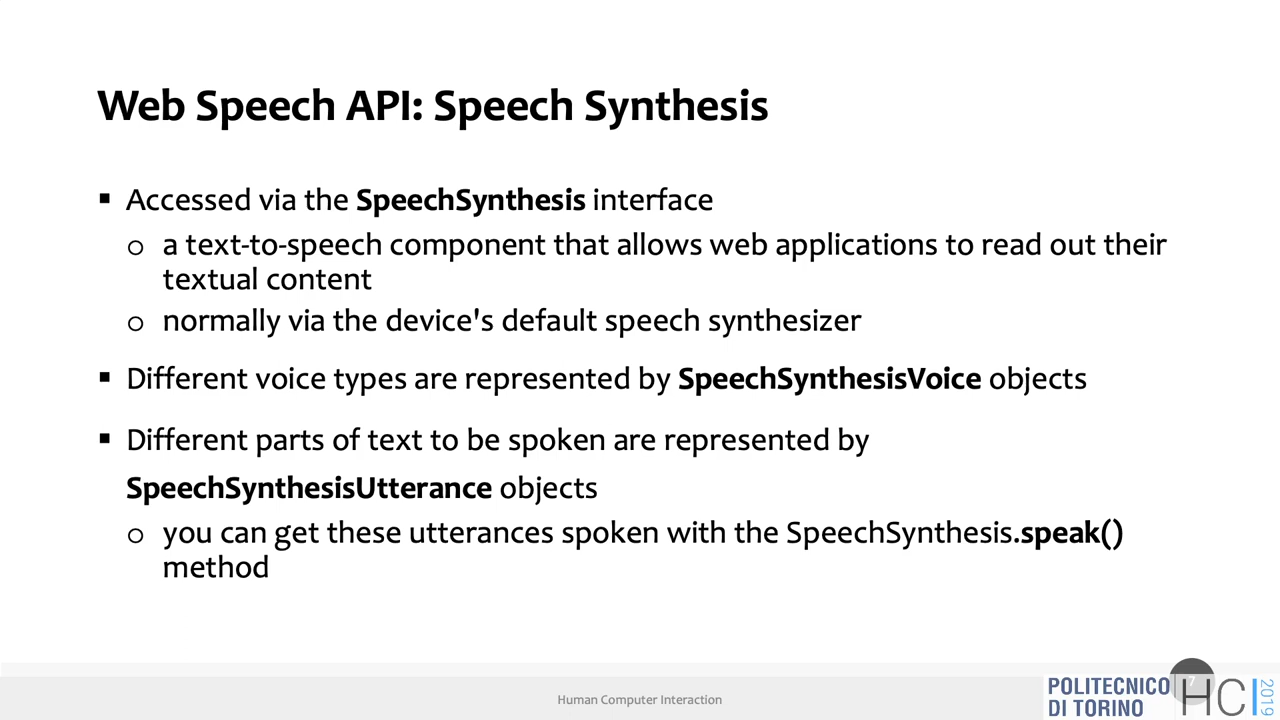 Web Speech API: Speech Synthesis
▪ Accessed via the SpeechSynthesis interface
o a text-to-speech component that allows web applications to read out their
textual content
o normally via the device's default speech synthesizer
▪ Different voice types are represented by SpeechSynthesisVoice objects
▪ Different parts of text to be spoken are represented by
SpeechSynthesisUtterance objects
o you can get these utterances spoken with the SpeechSynthesis.speak()
method
Human Computer Interaction
POLITECNICO
DI TORINO
HCI
2019